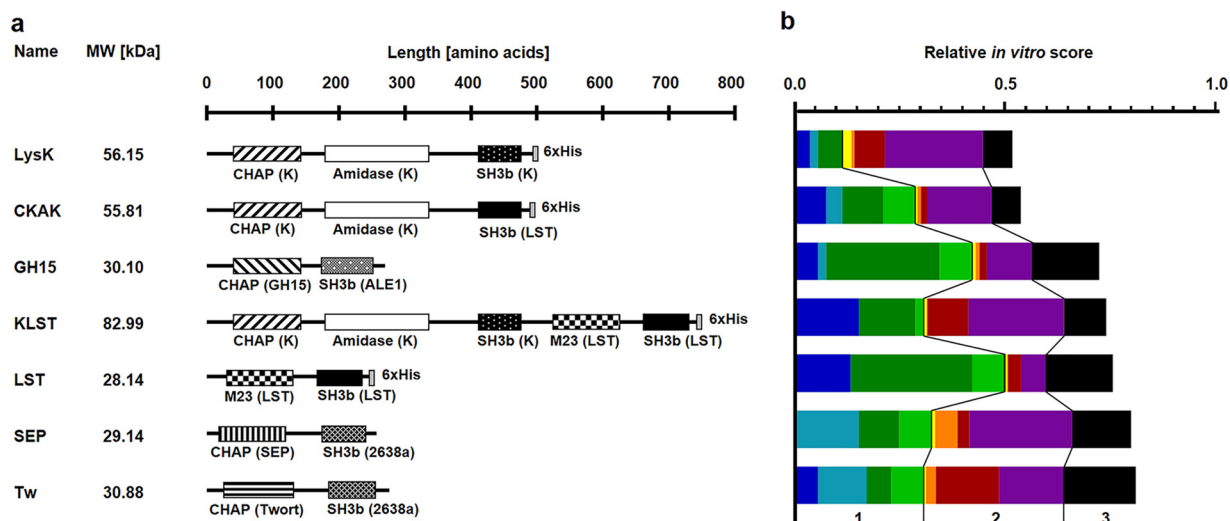 a
Name MW [kDa] Length [amino acids]
0 100 200 300 400 500 600 700 800
LysK 56.15 6xHis
CHAP (K) Amidase (K) SH3b (K)
CKAK 55.81 6xHis
CHAP (K) Amidase (K) SH3b (LST)
GH15 30.10
CHAP (GH15) SH3b (ALE1)
KLST 82.99 6xHis
CHAP (K) Amidase (K) SH3b (K) M23 (LST) SH3b (LST)
LST 28.14 6xHis
M23 (LST) SH3b (LST)
SEP 29.14
CHAP (SEP) SH3b (2638a)
Tw 30.88
CHAP (Twort) SH3b (2638a)
b
Relative in vitro score
0.0 0.5 1.0
1 2 3